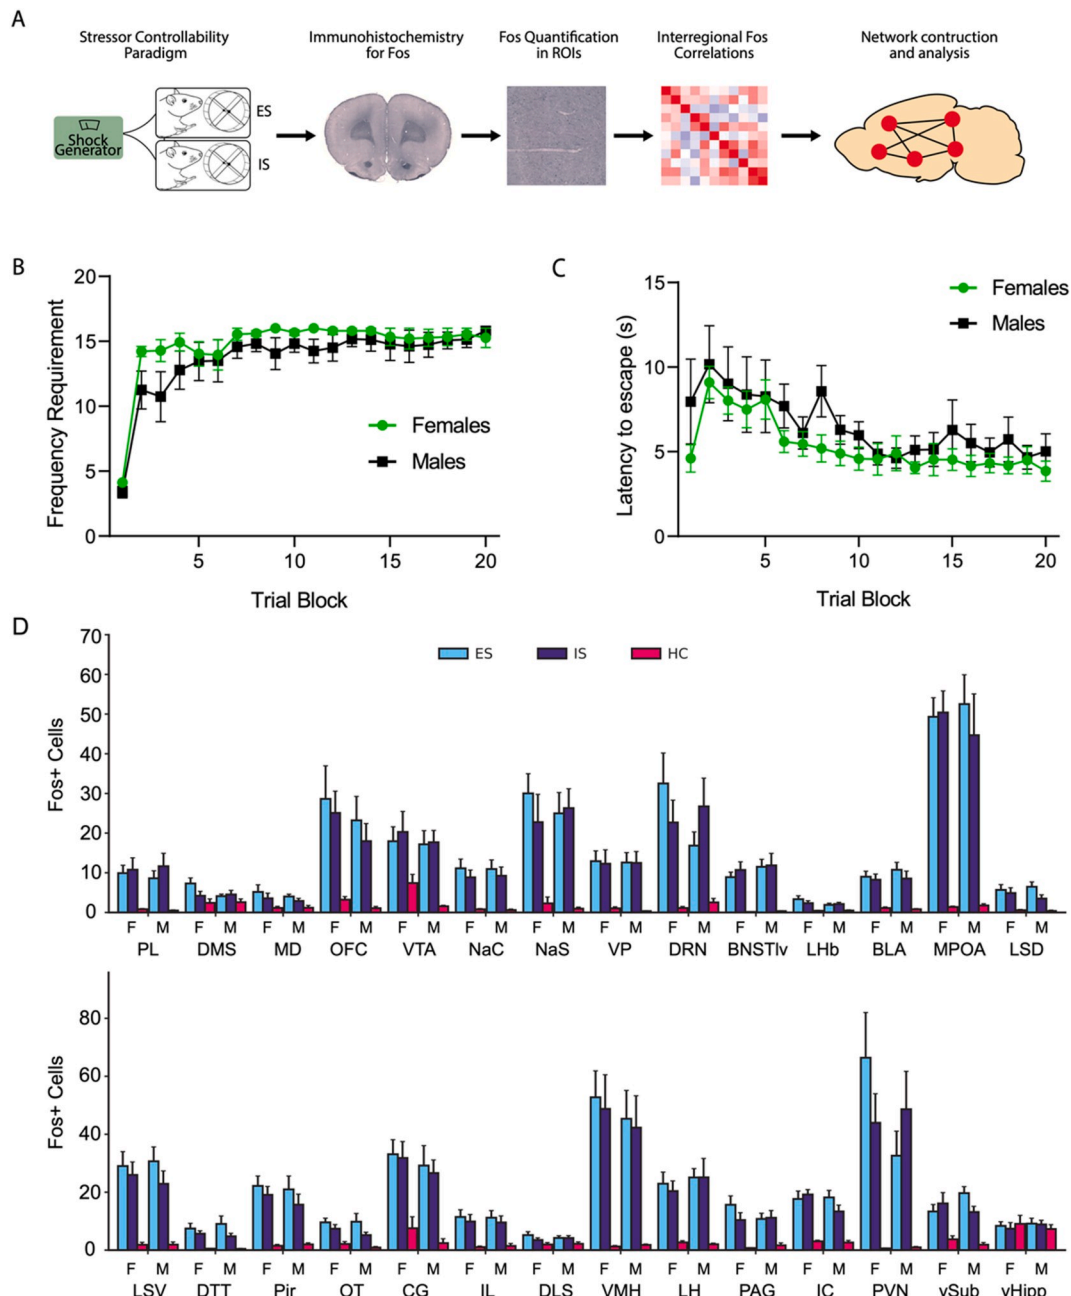 A
Stressor Controllability
Paradigm
Immunohistochemistry
for Fos
Fos Quantification
in ROIs
Interregional Fos
Correlations
Network contruction
and analysis
Shock
Generator
ES
IS
B
Frequency Requirement
20
15
10
5
0
5
10
15
20
Trial Block
Females
Males
C
Latency to escape (s)
15
10
5
0
5
10
15
20
Trial Block
Females
Males
D
ES
IS
HC
Fos+ Cells
70
60
50
40
30
20
10
0
F M F M F M F M F M F M F M F M F M F M F M F M F M F M
PL DMS MD OFC VTA NaC NaS VP DRN BNSTlv LHb BLA MPOA LSD
Fos+ Cells
80
60
40
20
0
F M F M F M F M F M F M F M F M F M F M F M F M F M F M
LSV DTT Pir OT CG IL DLS VMH LH PAG IC PVN vSub vHipp